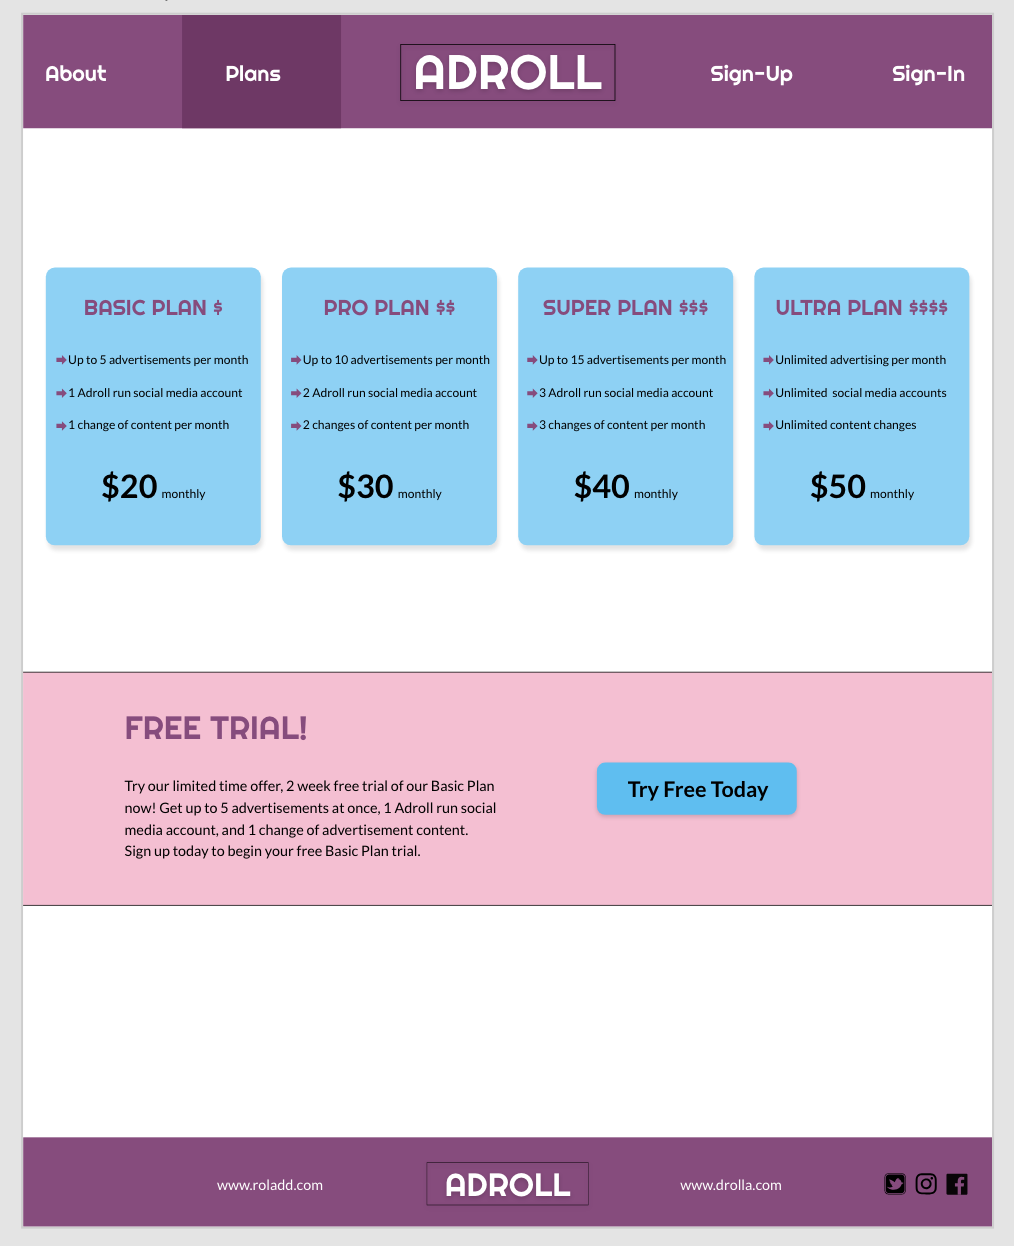 About
Plans
ADROLL
Sign-Up
Sign-In
BASIC PLAN $
Up to 5 advertisements per month
1 Adroll run social media account
1 change of content per month
$20 monthly
PRO PLAN $$
Up to 10 advertisements per month
2 Adroll run social media account
2 changes of content per month
$30 monthly
SUPER PLAN $$$
Up to 15 advertisements per month
3 Adroll run social media account
3 changes of content per month
$40 monthly
ULTRA PLAN $$$$
Unlimited advertising per month
Unlimited  social media accounts
Unlimited content changes
$50 monthly
FREE TRIAL!
Try our limited time offer, 2 week free trial of our Basic Plan
now! Get up to 5 advertisements at once, 1 Adroll run social
media account, and 1 change of advertisement content.
Sign up today to begin your free Basic Plan trial.
Try Free Today
www.roladd.com
ADROLL
www.drolla.com